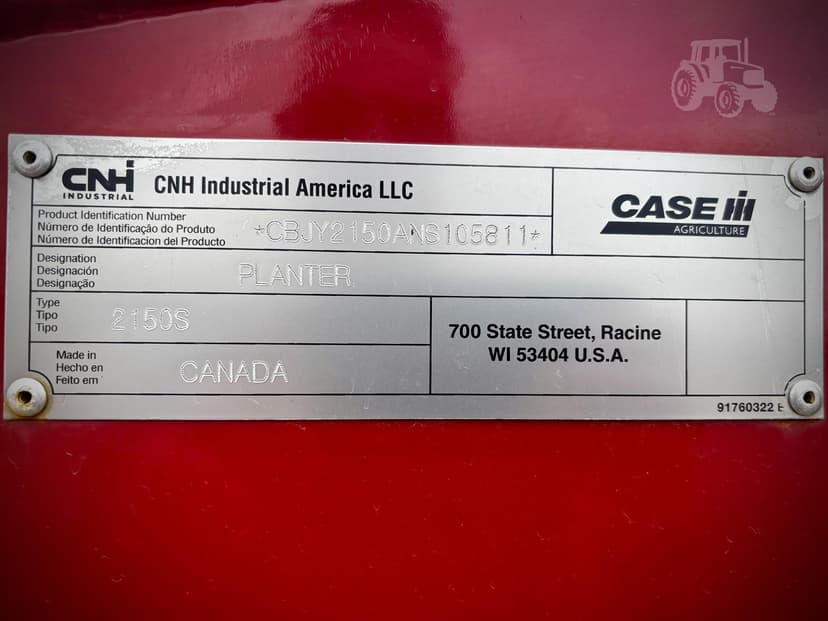 CNH
INDUSTRIAL
CNH Industrial America LLC
CASE IH
AGRICULTURE
Product Identification Number
Número de Identificação do Produto
Número de Identificacion del Producto
*CBJY2150ANS105811*
Designation
Designación
Designação
PLANTER
Type
Tipo
Tipo
2150S
700 State Street, Racine
WI 53404 U.S.A.
Made in
Hecho en
Feito em
CANADA
91760322